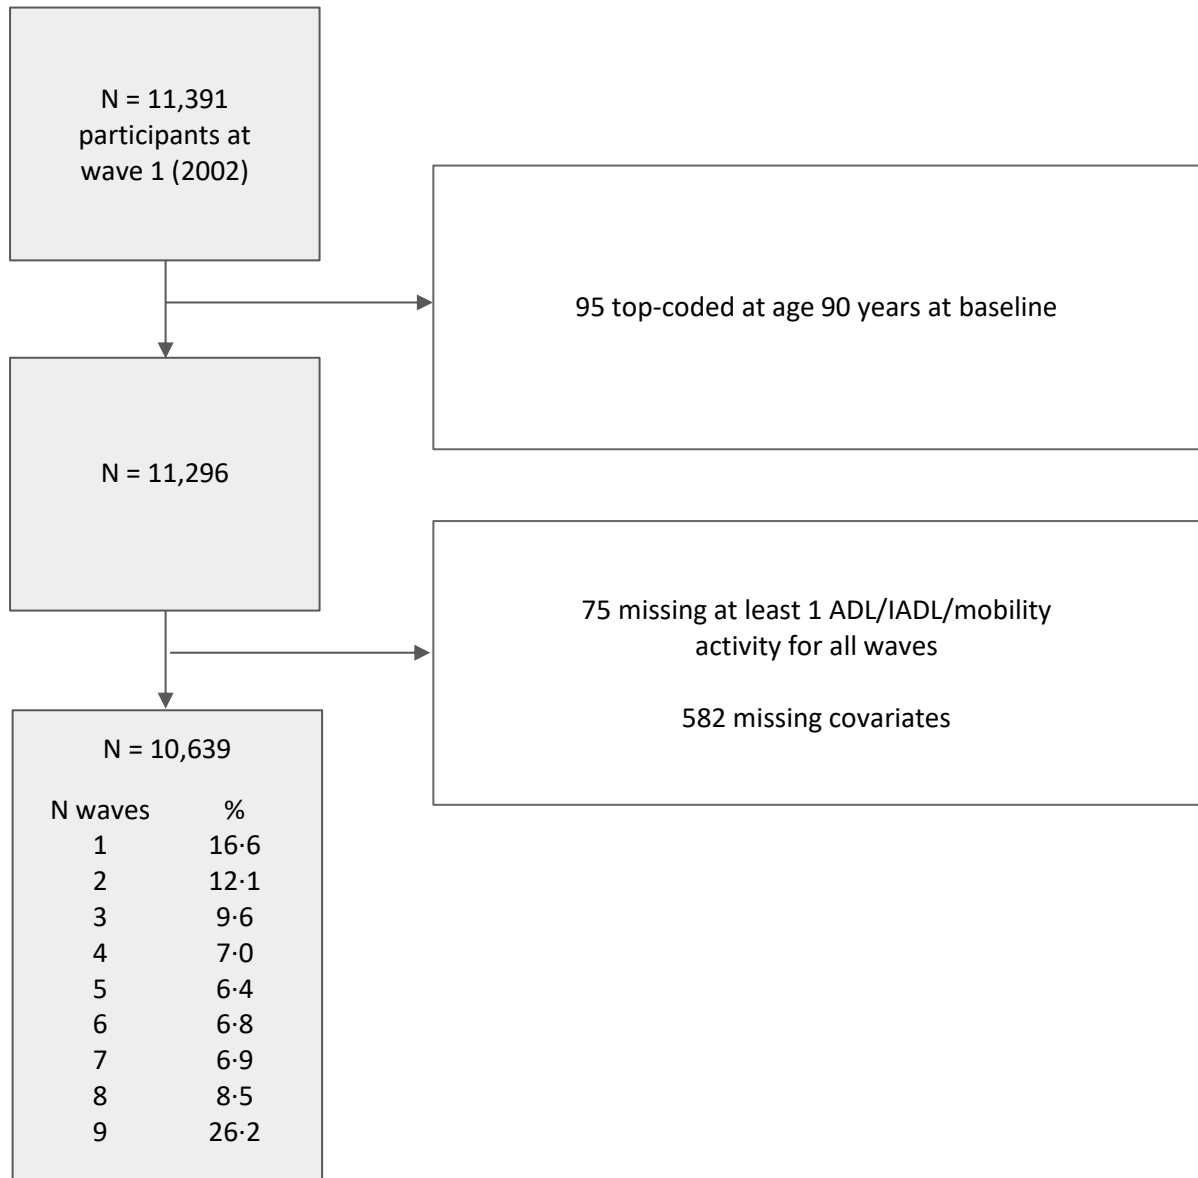 N = 11,391
participants at
wave 1 (2002)
95 top-coded at age 90 years at baseline
N = 11,296
75 missing at least 1 ADL/IADL/mobility
activity for all waves
582 missing covariates
N = 10,639
N waves %
1 16·6
2 12·1
3 9·6
4 7·0
5 6·4
6 6·8
7 6·9
8 8·5
9 26·2